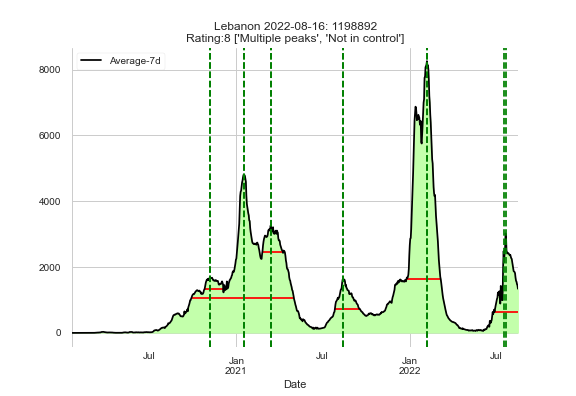 Lebanon 2022-08-16: 1198892
Rating:8 ['Multiple peaks', 'Not in control']
Average-7d
8000
6000
4000
2000
0
Jul
Jan
2021
Jul
Jan
2022
Jul
Date